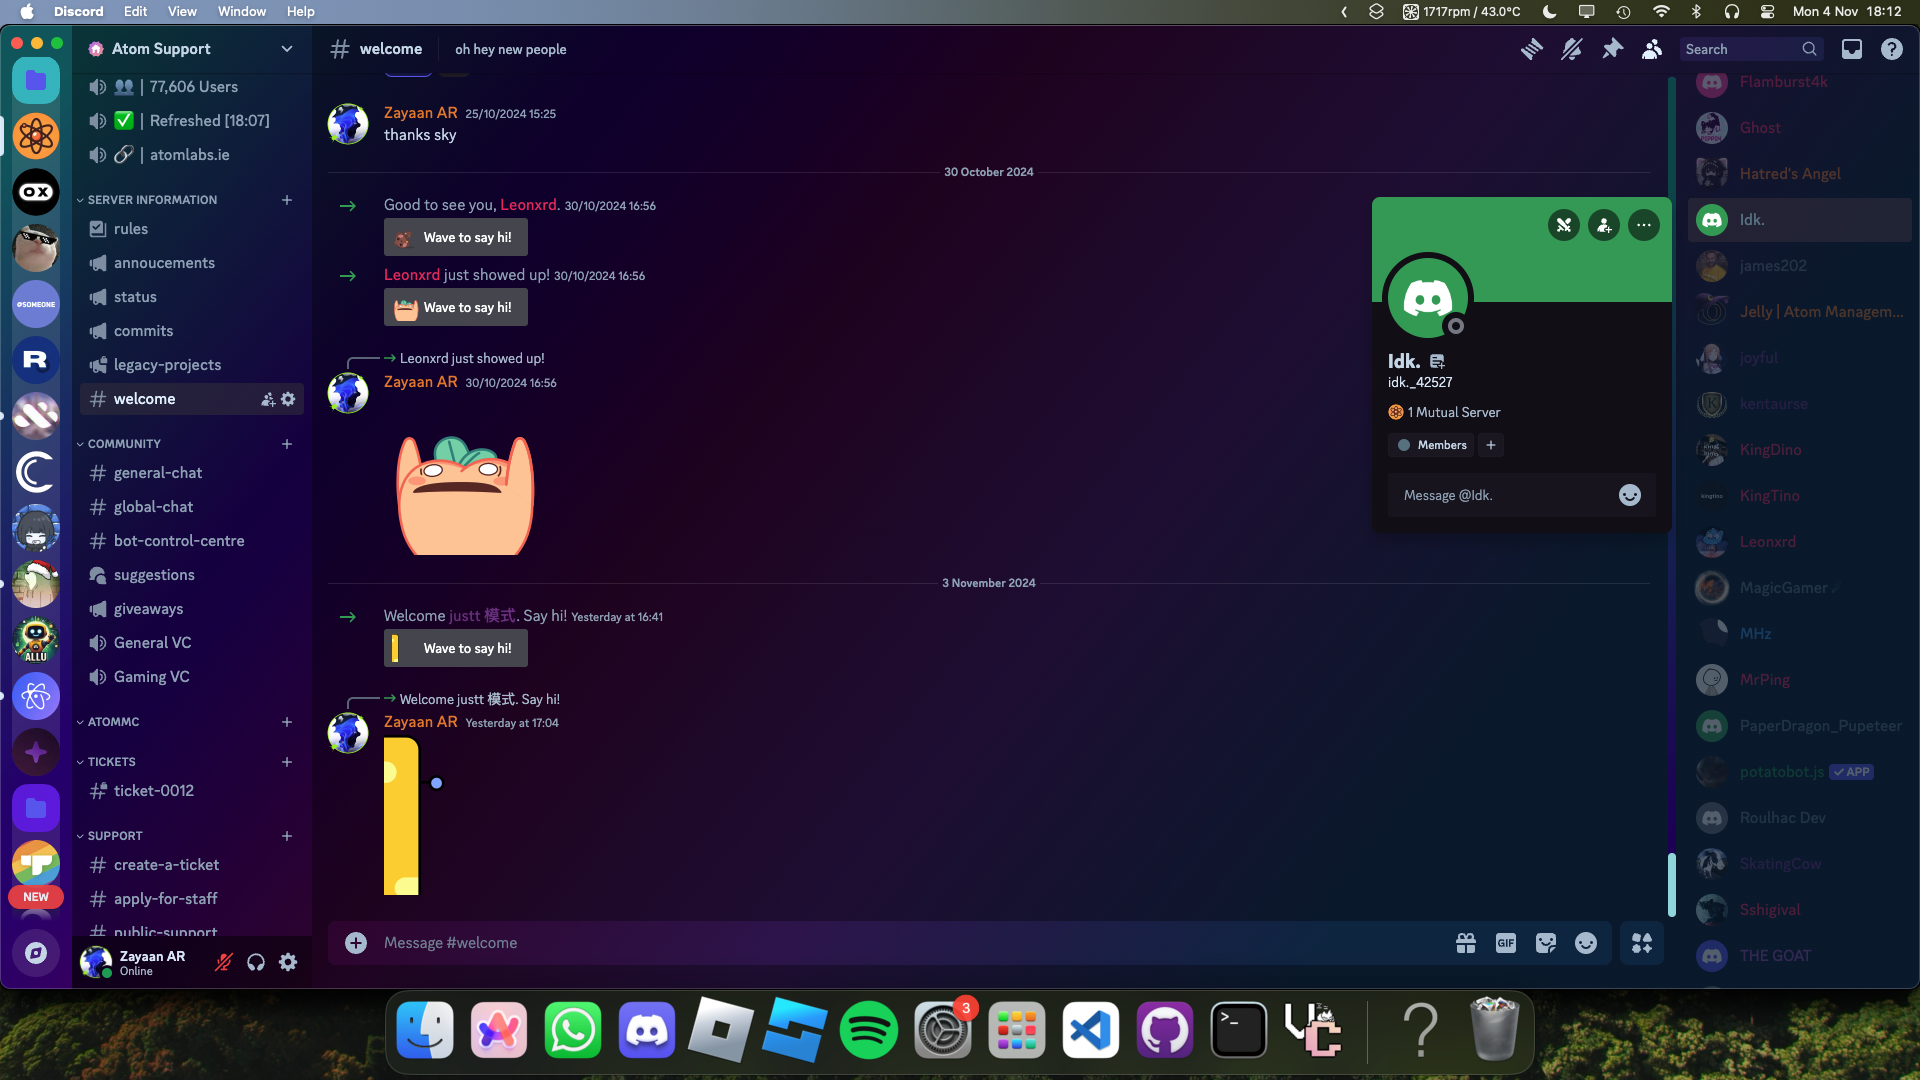 Discord Edit View Window Help
1717rpm / 43.0°C Mon 4 Nov 18:12
Atom Support
# welcome oh hey new people
Search
| 77,606 Users
| Refreshed [18:07]
| atomlabs.ie
SERVER INFORMATION
rules
annoucements
status
commits
legacy-projects
welcome
COMMUNITY
general-chat
global-chat
bot-control-centre
suggestions
giveaways
General VC
Gaming VC
ATOMMC
TICKETS
ticket-0012
SUPPORT
create-a-ticket
apply-for-staff
public-support
OX
@SOMEONE
R
ALLU
NEW
Zayaan AR
Online
Zayaan AR 25/10/2024 15:25
thanks sky
30 October 2024
Good to see you, Leonxrd. 30/10/2024 16:56
Wave to say hi!
Leonxrd just showed up! 30/10/2024 16:56
Wave to say hi!
Leonxrd just showed up!
Zayaan AR 30/10/2024 16:56
3 November 2024
Welcome justt 模式. Say hi! Yesterday at 16:41
Wave to say hi!
Welcome justt 模式. Say hi!
Zayaan AR Yesterday at 17:04
Message #welcome
GIF
Idk.
idk._42527
1 Mutual Server
Members +
Message @Idk.
Flamburst4k
Ghost
Hatred's Angel
Idk.
james202
Jelly | Atom Managem...
joyful
kentaurse
KingDino
KingTino
Leonxrd
MagicGamer
MHz
MrPing
PaperDragon_Pupeteer
potatobot.js APP
Roulhac Dev
SkatingCow
Sshigival
THE GOAT
3